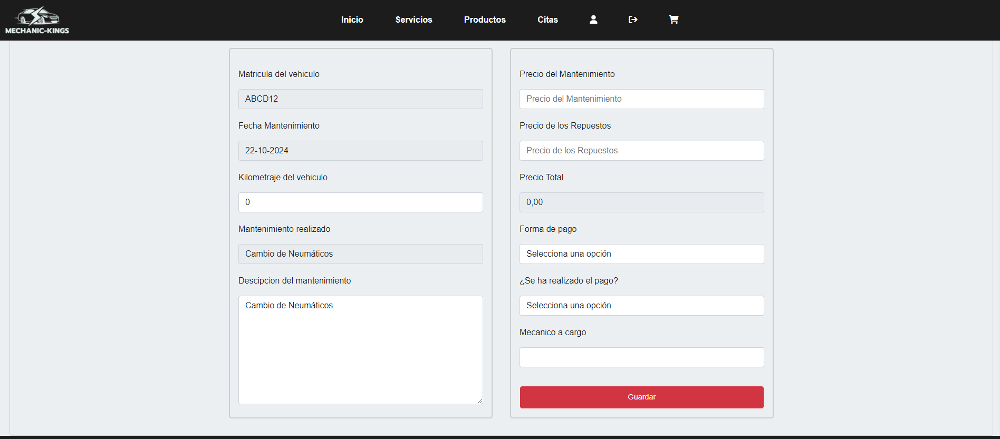 MECHANIC-KINGS
Inicio Servicios Productos Citas
Matricula del vehiculo
ABCD12
Fecha Mantenimiento
22-10-2024
Kilometraje del vehiculo
0
Mantenimiento realizado
Cambio de Neumáticos
Descipcion del mantenimiento
Cambio de Neumáticos
Precio del Mantenimiento
Precio del Mantenimiento
Precio de los Repuestos
Precio de los Repuestos
Precio Total
0,00
Forma de pago
Selecciona una opción
¿Se ha realizado el pago?
Selecciona una opción
Mecanico a cargo
Guardar